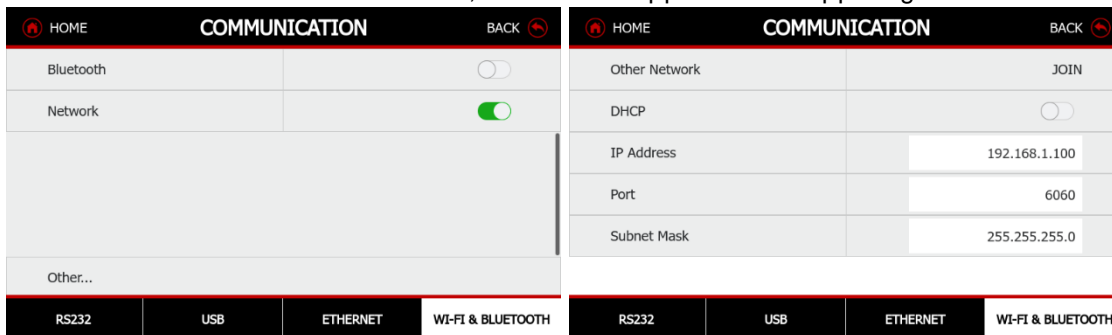 HOME COMMUNICATION BACK
Bluetooth
Network
Other...
RS232 USB ETHERNET WI-FI & BLUETOOTH
HOME COMMUNICATION BACK
Other Network JOIN
DHCP
IP Address 192.168.1.100
Port 6060
Subnet Mask 255.255.255.0
RS232 USB ETHERNET WI-FI & BLUETOOTH